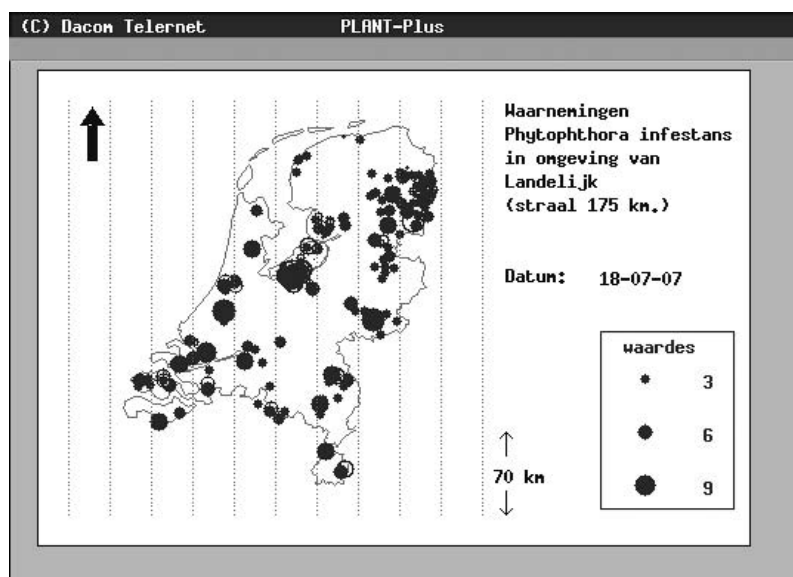 (C) Dacom Telernet
PLANT-Plus
Waarnemingen
Phytophthora infestans
in omgeving van
Landelijk
(straal 175 km.)
Datum: 18-07-07
waardes
3
6
9
70 km